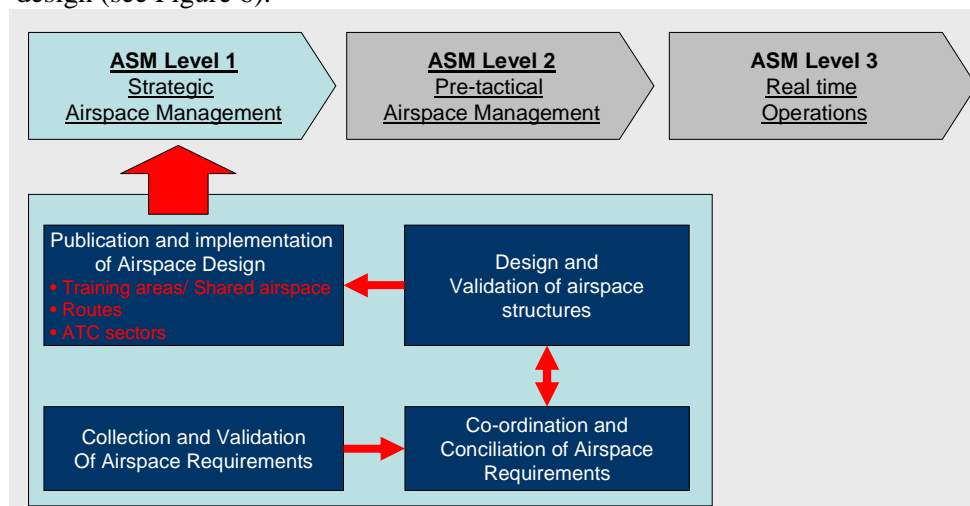 design (see Figure 6).
ASM Level 1
Strategic
Airspace Management
ASM Level 2
Pre-tactical
Airspace Management
ASM Level 3
Real time
Operations
Publication and implementation
of Airspace Design
• Training areas/ Shared airspace
• Routes
• ATC sectors
Design and
Validation of airspace
structures
Collection and Validation
Of Airspace Requirements
Co-ordination and
Conciliation of Airspace
Requirements